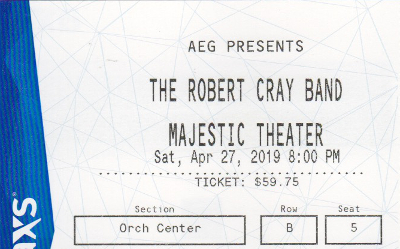 AEG PRESENTS
THE ROBERT CRAY BAND
MAJESTIC THEATER
Sat, Apr 27, 2019 8:00 PM
TICKET: $59.75
Section Row Seat
Orch Center B 5
AXS